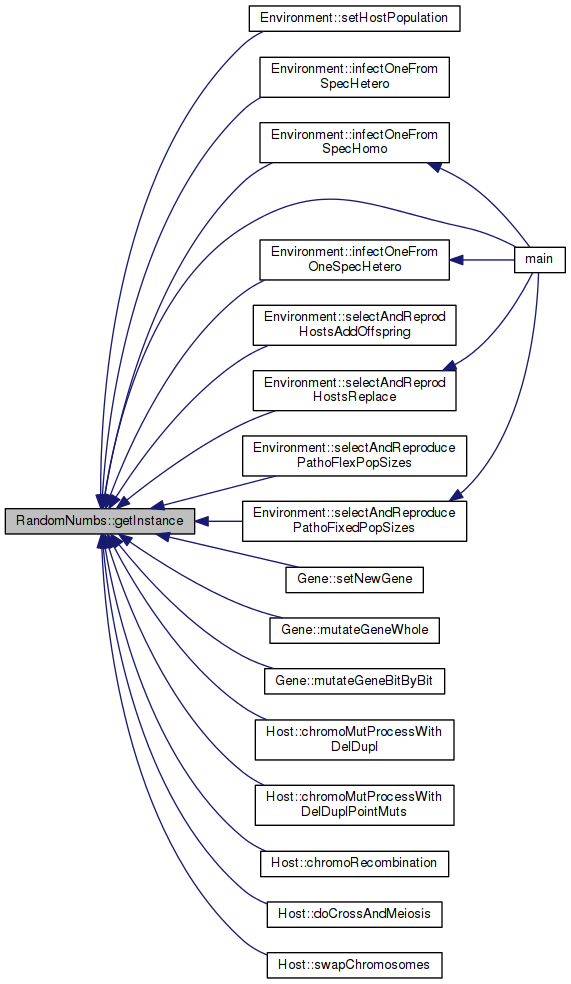 Environment::setHostPopulation
Environment::infectOneFrom
SpecHetero
Environment::infectOneFrom
SpecHomo
main
Environment::infectOneFrom
OneSpecHetero
Environment::selectAndReprod
HostsAddOffspring
Environment::selectAndReprod
HostsReplace
Environment::selectAndReproduce
PathoFlexPopSizes
Environment::selectAndReproduce
PathoFixedPopSizes
RandomNumbs::getInstance
Gene::setNewGene
Gene::mutateGeneWhole
Gene::mutateGeneBitByBit
Host::chromoMutProcessWith
DelDupl
Host::chromoMutProcessWith
DelDuplPointMuts
Host::chromoRecombination
Host::doCrossAndMeiosis
Host::swapChromosomes